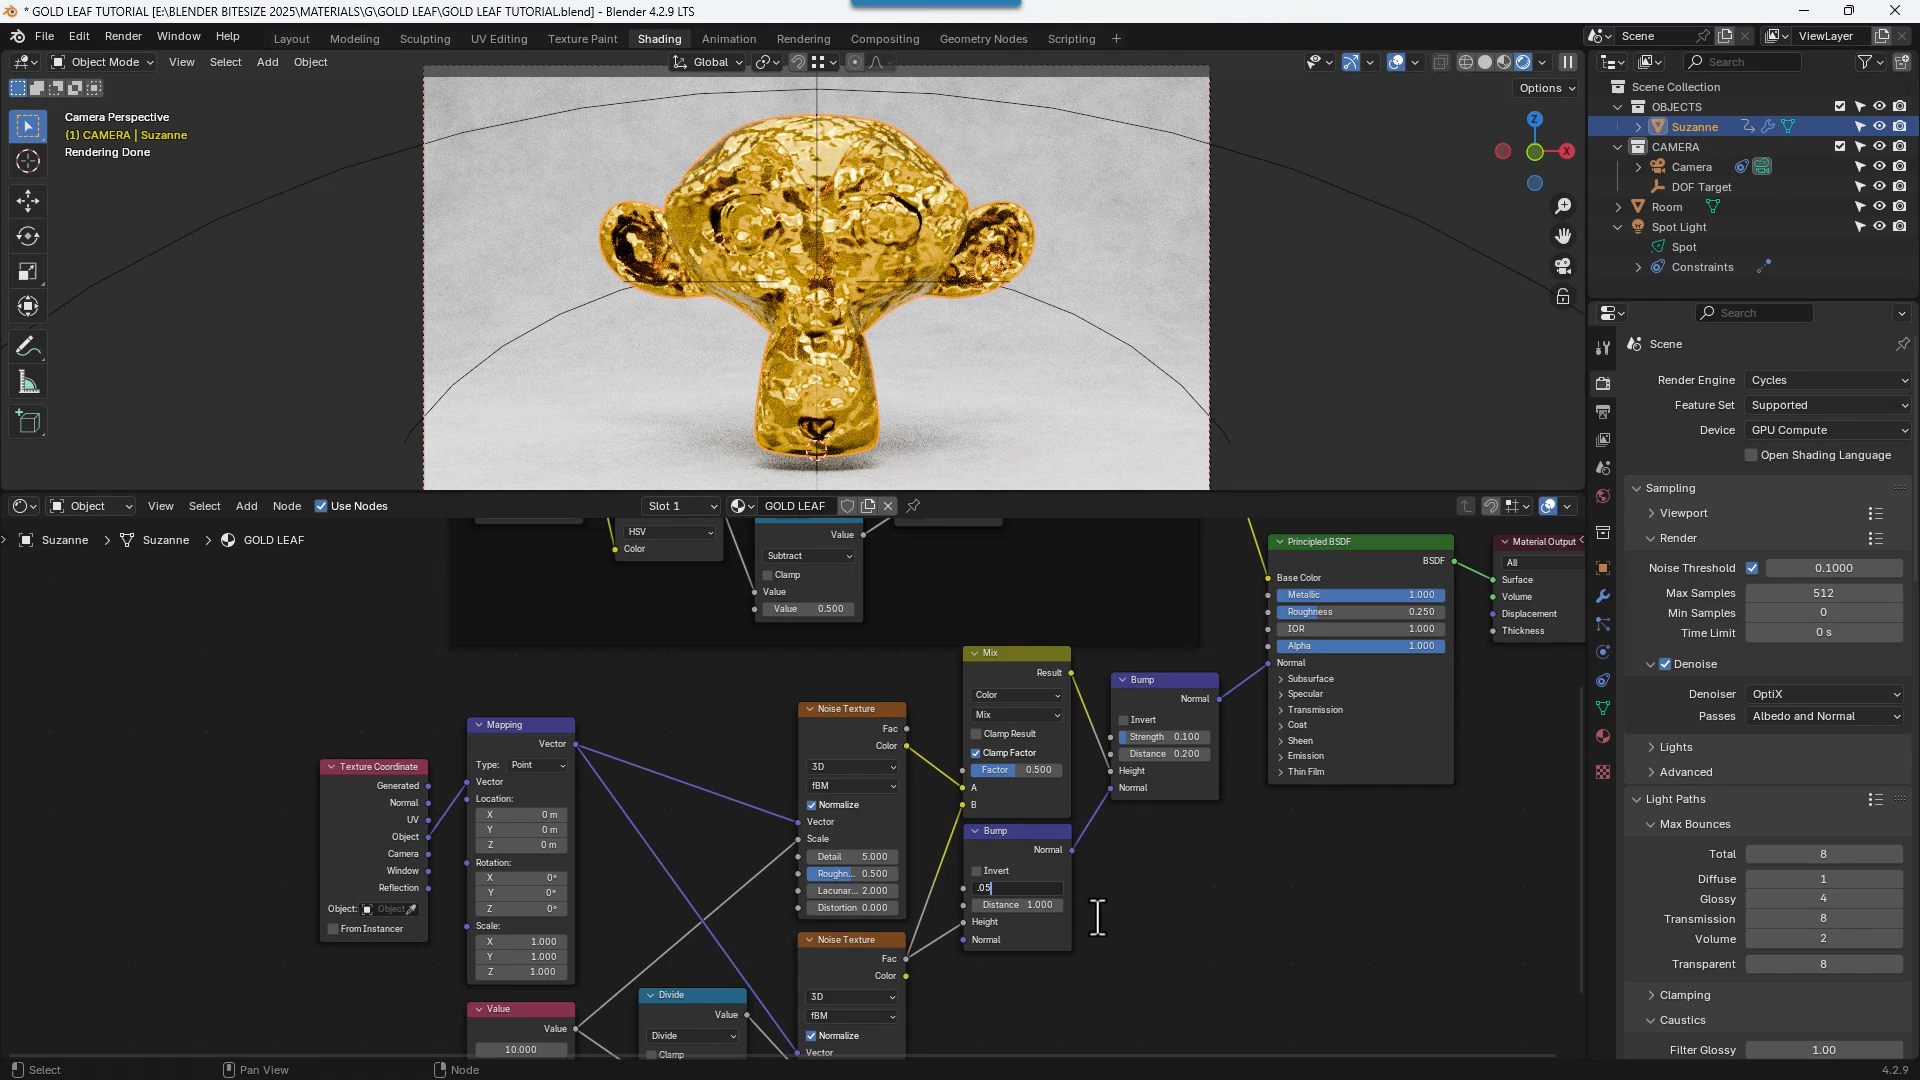 * GOLD LEAF TUTORIAL [E:\BLENDER BITESIZE 2025\MATERIALS\G\GOLD LEAF\GOLD LEAF TUTORIAL.blend] - Blender 4.2.9 LTS
File Edit Render Window Help
Layout Modeling Sculpting UV Editing Texture Paint Shading Animation Rendering Compositing Geometry Nodes Scripting +
Scene ViewLayer
Object Mode View Select Add Object Global
Search
Options
Camera Perspective
(1) CAMERA | Suzanne
Rendering Done
Z
X
Scene Collection
OBJECTS
Suzanne
CAMERA
Camera
DOF Target
Room
Spot Light
Spot
Constraints
Search
Scene
Render Engine Cycles
Feature Set Supported
Device GPU Compute
Open Shading Language
Sampling
Viewport
Render
Noise Threshold 0.1000
Max Samples 512
Min Samples 0
Time Limit 0 s
Denoise
Denoiser OptiX
Passes Albedo and Normal
Lights
Advanced
Light Paths
Max Bounces
Total 8
Diffuse 1
Glossy 4
Transmission 8
Volume 2
Transparent 8
Clamping
Caustics
Filter Glossy 1.00
Object View Select Add Node Use Nodes Slot 1 GOLD LEAF
Suzanne > Suzanne > GOLD LEAF
HSV
Color
Value
Subtract
Clamp
Value
Value 0.500
Principled BSDF
BSDF
Base Color
Metallic 1.000
Roughness 0.250
IOR 1.000
Alpha 1.000
Normal
Subsurface
Specular
Transmission
Coat
Sheen
Emission
Thin Film
Material Output
All
Surface
Volume
Displacement
Thickness
Mix
Result
Color
Mix
Clamp Result
Clamp Factor
Factor 0.500
A
B
Bump
Normal
Invert
Strength 0.100
Distance 0.200
Height
Normal
Bump
Normal
Invert
.05
Distance 1.000
Height
Normal
Noise Texture
Fac
Color
3D
fBM
Normalize
Vector
Scale
Detail 5.000
Roughn... 0.500
Lacunar... 2.000
Distortion 0.000
Noise Texture
Fac
Color
3D
fBM
Normalize
Vector
Mapping
Vector
Type: Point
Vector
Location:
X 0 m
Y 0 m
Z 0 m
Rotation:
X 0°
Y 0°
Z 0°
Scale:
X 1.000
Y 1.000
Z 1.000
Texture Coordinate
Generated
Normal
UV
Object
Camera
Window
Reflection
Object: Object
From Instancer
Value
Value
10.000
Divide
Value
Divide
Clamp
Select Pan View Node 4.2.9